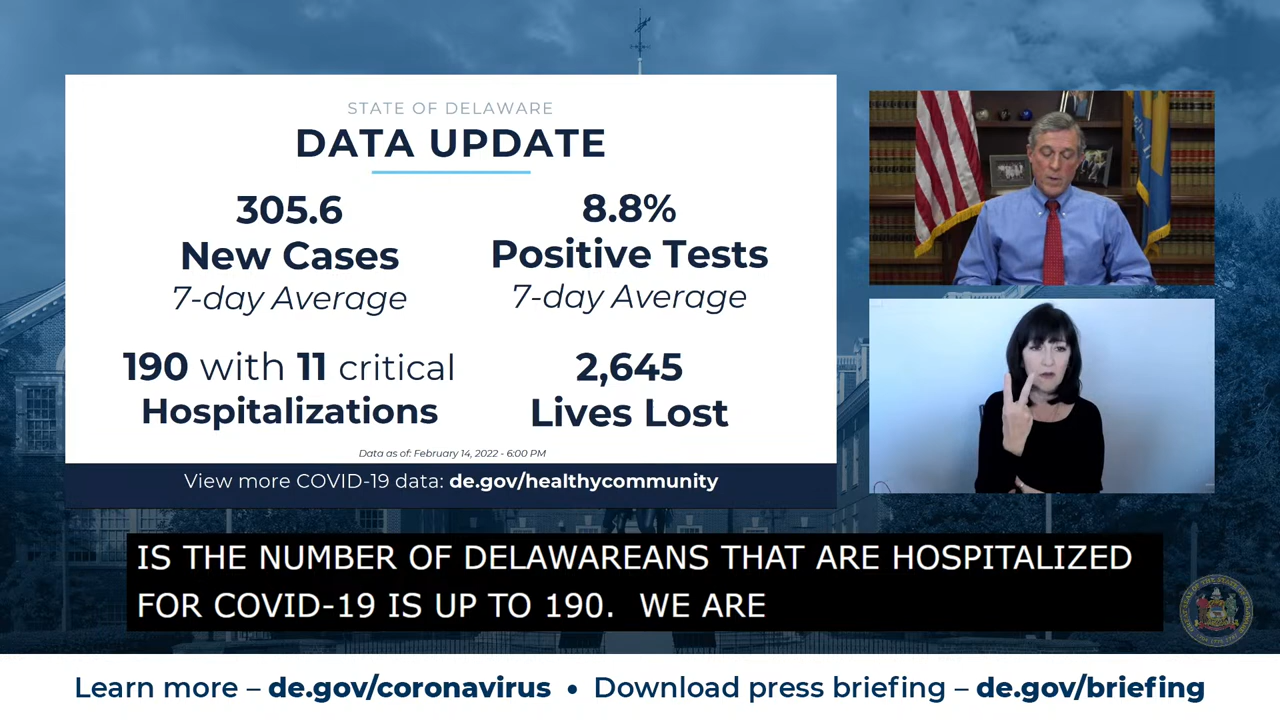 STATE OF DELAWARE
DATA UPDATE
305.6
New Cases
7-day Average
8.8%
Positive Tests
7-day Average
190 with 11 critical
Hospitalizations
2,645
Lives Lost
Data as of: February 14, 2022 - 6:00 PM
View more COVID-19 data: de.gov/healthycommunity
IS THE NUMBER OF DELAWAREANS THAT ARE HOSPITALIZED
FOR COVID-19 IS UP TO 190.  WE ARE
Learn more – de.gov/coronavirus • Download press briefing – de.gov/briefing